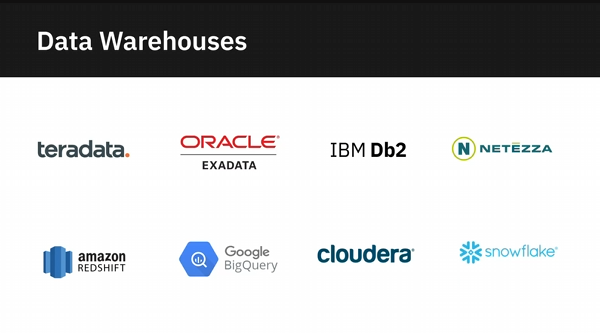 Data Warehouses
teradata.
ORACLE®
EXADATA
IBM Db2
N NETEZZA
amazon
REDSHIFT
Google
BigQuery
cloudera®
snowflake®